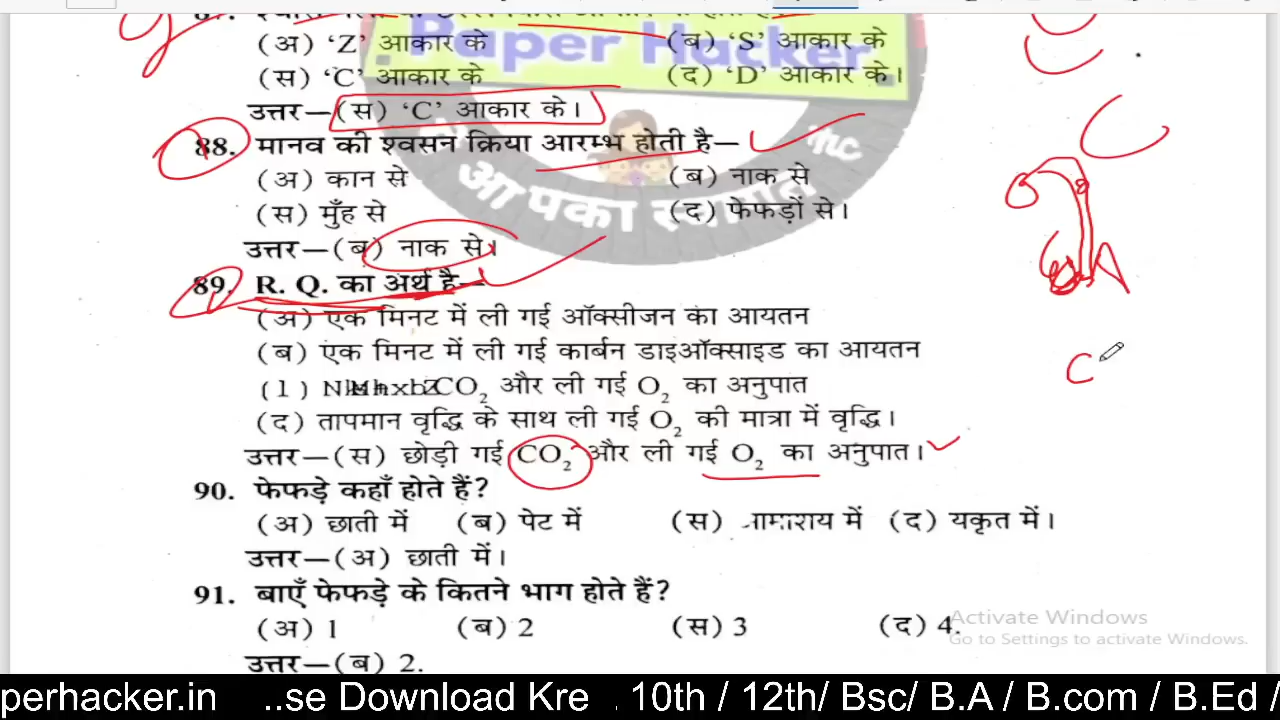 87.
(अ) ‘Z’ आकार के (ब) ‘S’ आकार के
(स) ‘C’ आकार के (द) ‘D’ आकार के।
Paper Hacker
उत्तर—(स) ‘C’ आकार के।
88. मानव की श्वसन क्रिया आरम्भ होती है—
(अ) कान से (ब) नाक से
(स) मुँह से (द) फेफड़ों से।
आपका स्वागत
उत्तर—(ब) नाक से।
89. R. Q. का अर्थ है—
(अ) एक मिनट में ली गई ऑक्सीजन का आयतन
(ब) एक मिनट में ली गई कार्बन डाइऑक्साइड का आयतन
(1) CO₂ और ली गई O₂ का अनुपात
(द) तापमान वृद्धि के साथ ली गई O₂ की मात्रा में वृद्धि।
उत्तर—(स) छोड़ी गई CO₂ और ली गई O₂ का अनुपात।
90. फेफड़े कहाँ होते हैं?
(अ) छाती में (ब) पेट में (स) में (द) यकृत में।
उत्तर—(अ) छाती में।
91. बाएँ फेफड़े के कितने भाग होते हैं?
(अ) 1 (ब) 2 (स) 3 (द) 4.
उत्तर—(ब) 2.
Activate Windows
Go to Settings to activate Windows.
perhacker.in ..se Download Kre . 10th / 12th/ Bsc/ B.A / B.com / B.Ed /